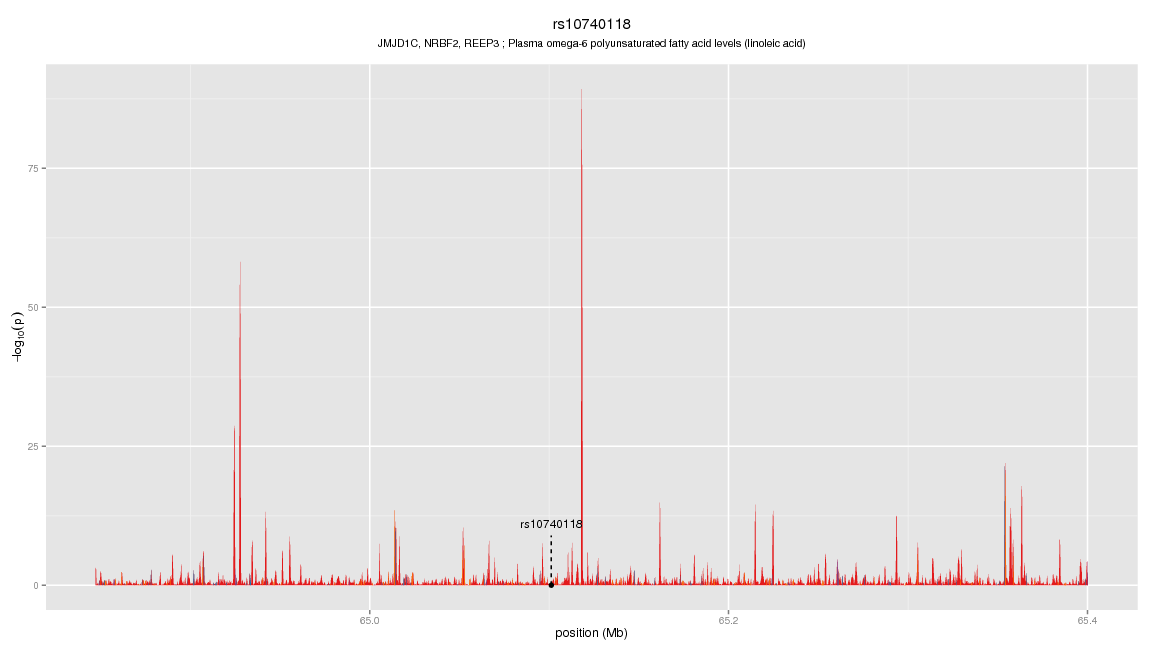 rs10740118
JMJD1C, NRBF2, REEP3 ; Plasma omega-6 polyunsaturated fatty acid levels (linoleic acid)
75
50
25
0
-log10(p)
rs10740118
65.0
65.2
65.4
position (Mb)